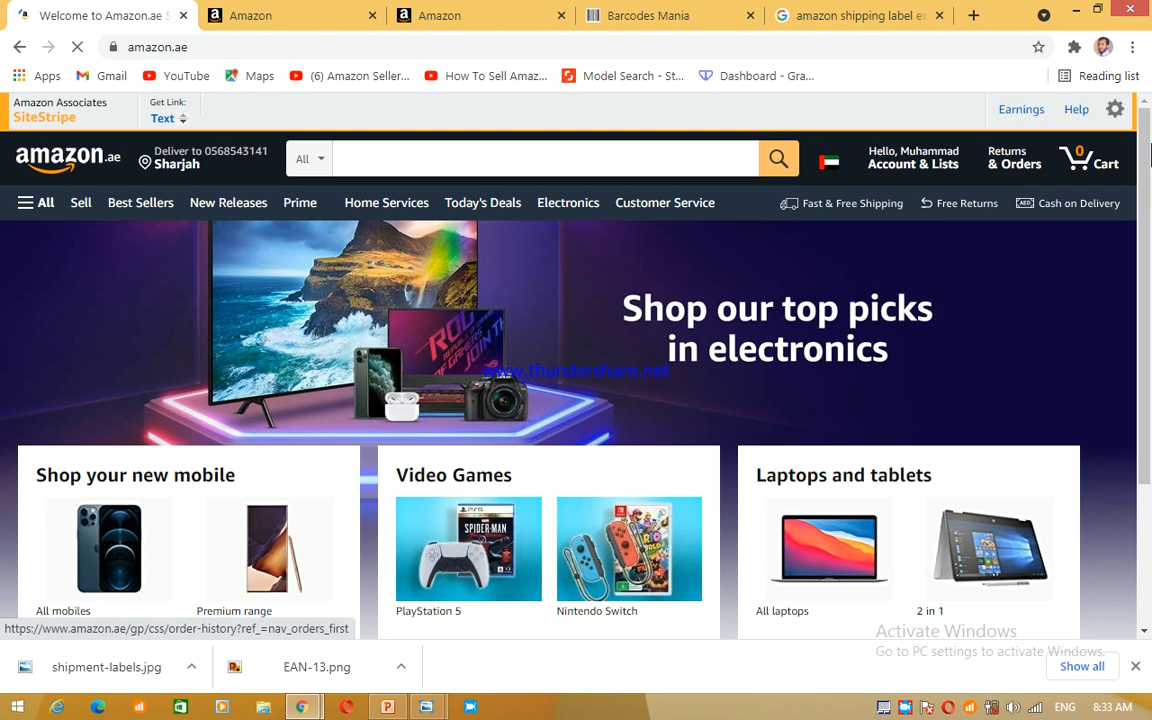 Welcome to Amazon.ae S
Amazon
Amazon
Barcodes Mania
amazon shipping label ex
amazon.ae
Apps
Gmail
YouTube
Maps
(6) Amazon Seller...
How To Sell Amaz...
Model Search - St...
Dashboard - Gra...
Reading list
Amazon Associates
SiteStripe
Get Link:
Text
Earnings
Help
amazon.ae
Deliver to 0568543141
Sharjah
All
Hello, Muhammad
Account & Lists
Returns
& Orders
0
Cart
All
Sell
Best Sellers
New Releases
Prime
Home Services
Today's Deals
Electronics
Customer Service
Fast & Free Shipping
Free Returns
AED
Cash on Delivery
Shop our top picks
in electronics
www.thundershare.net
Shop your new mobile
Video Games
Laptops and tablets
SPIDER-MAN
All mobiles
Premium range
PlayStation 5
Nintendo Switch
All laptops
2 in 1
https://www.amazon.ae/gp/css/order-history?ref_=nav_orders_first
Activate Windows
Go to PC settings to activate Windows.
shipment-labels.jpg
EAN-13.png
Show all
ENG
8:33 AM